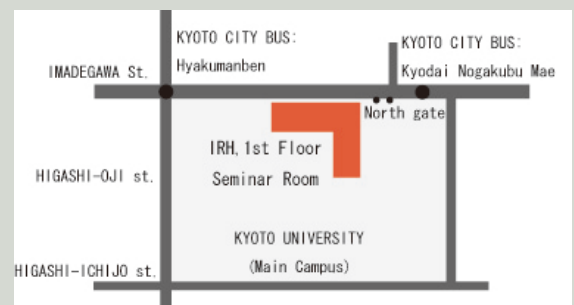 KYOTO CITY BUS:
Hyakumanben
KYOTO CITY BUS:
Kyodai Nogakubu Mae
IMADEGAWA St.
North gate
IRH,1st Floor
Seminar Room
HIGASHI-OJI st.
KYOTO UNIVERSITY
(Main Campus)
HIGASHI-ICHIJO st.